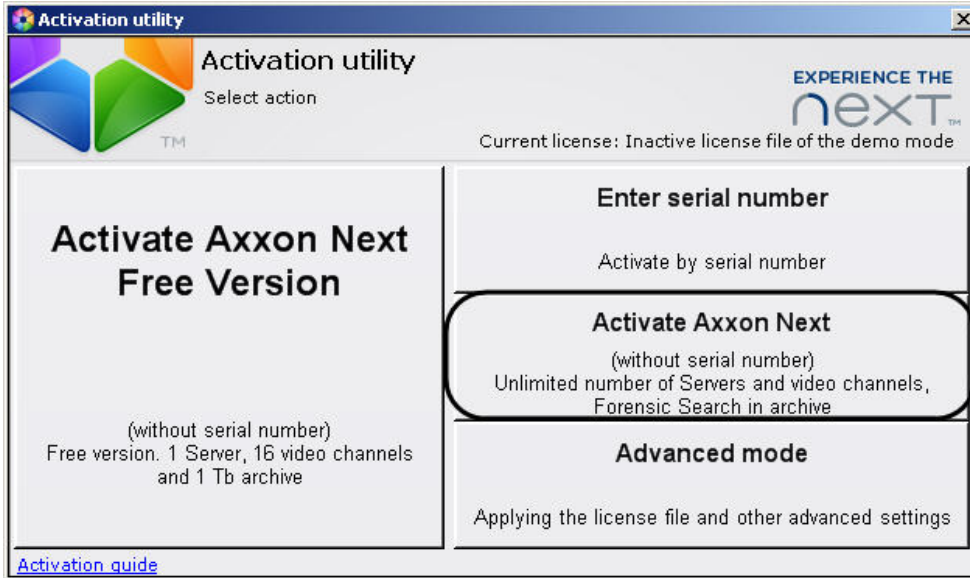 Activation utility
Activation utility
Select action
EXPERIENCE THE
next™
TM
Current license: Inactive license file of the demo mode
Activate Axxon Next
Free Version
(without serial number)
Free version. 1 Server, 16 video channels
and 1 Tb archive
Enter serial number
Activate by serial number
Activate Axxon Next
(without serial number)
Unlimited number of Servers and video channels,
Forensic Search in archive
Advanced mode
Applying the license file and other advanced settings
Activation guide